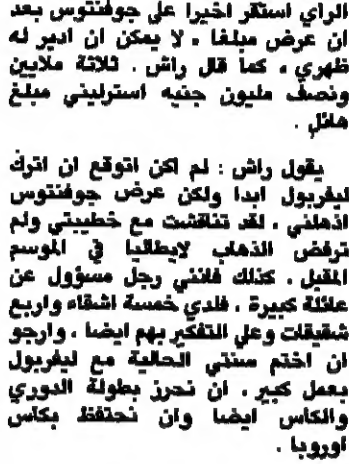 الراي استقر اخيرا على جوفنتوس بعد
ان عرض مبلغا ، لا يمكن ان ادير له
ظهري ، كما قال راش . ثلاثة ملايين
ونصف مليون جنيه استرليني مبلغ
هائل .
يقول راش : لم اكن اتوقع ان اترك
ليفربول ابدا ولكن عرض جوفنتوس
اذهلني . لقد تناقشت مع خطيبتي ولم
ترفض الذهاب لايطاليا في الموسم
المقبل . كذلك فانني رجل مسؤول عن
عائلة كبيرة . فلدي خمسة اشقاء واربع
شقيقات وعلي التفكير بهم ايضا . وارجو
ان اختم سنتي الحالية مع ليفربول
بعمل كبير . ان نحرز بطولة الدوري
والكاس ايضا وان نحتفظ بكاس
اوروبا .